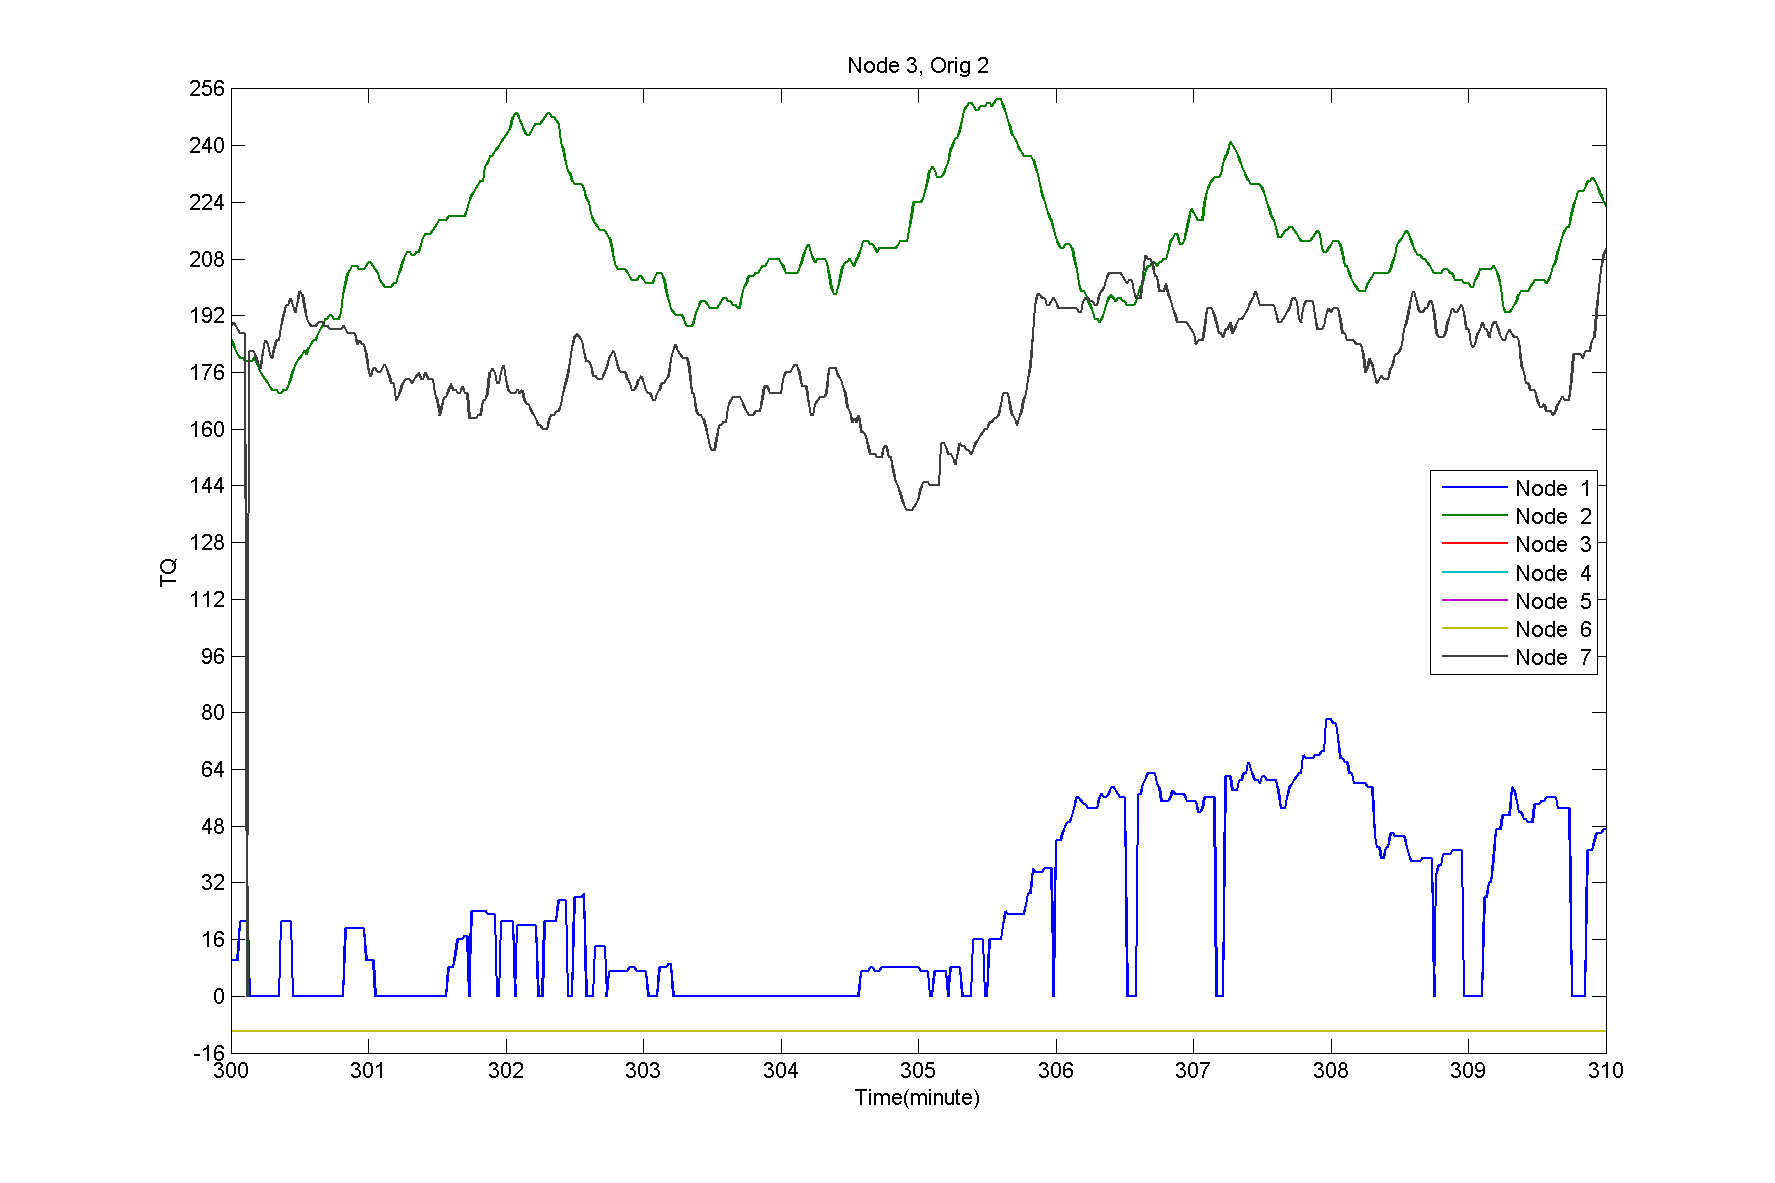 Node 3, Orig 2
256
240
224
208
192
176
160
144
128
112
96
80
64
48
32
16
0
-16
TQ
Node 1
Node 2
Node 3
Node 4
Node 5
Node 6
Node 7
300 301 302 303 304 305 306 307 308 309 310
Time(minute)